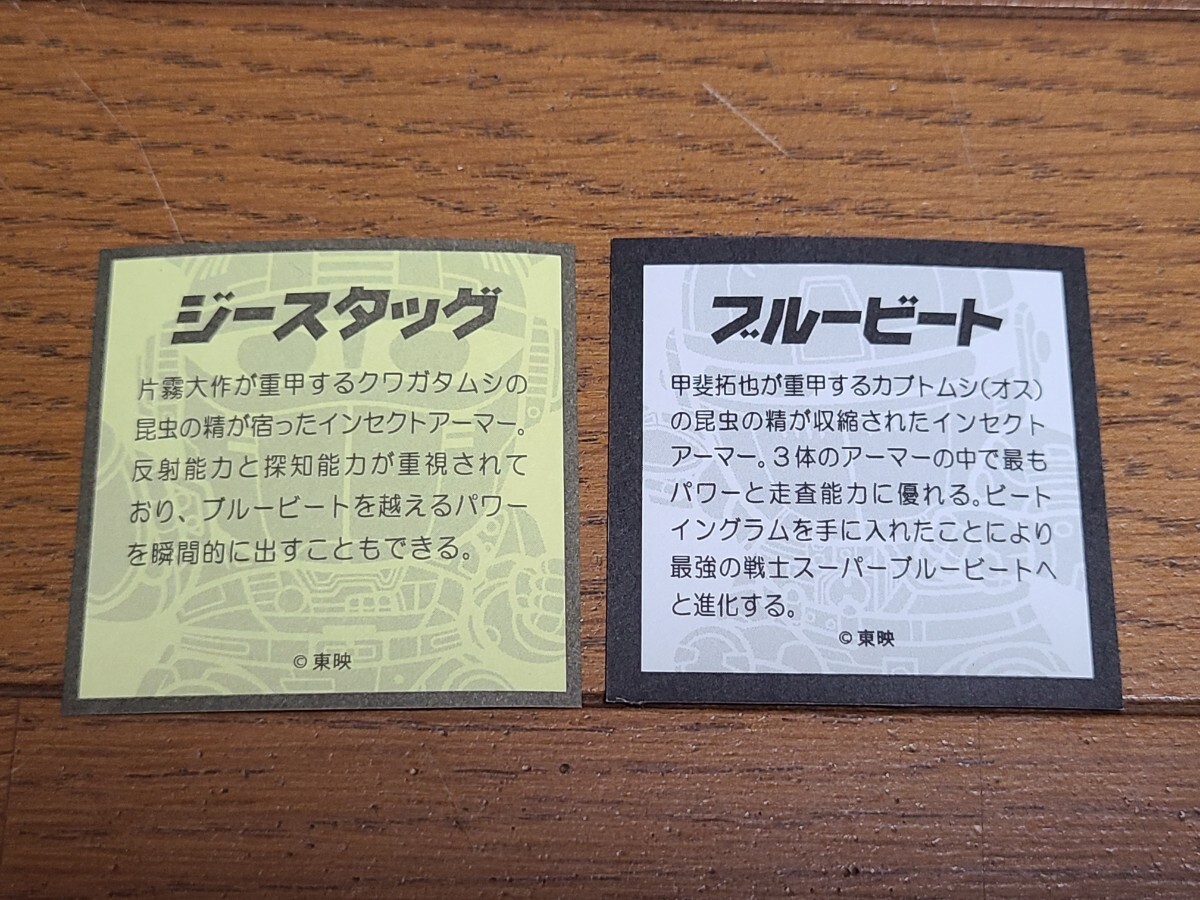 ジースタッグ
片霧大作が重甲するクワガタムシの
昆虫の精が宿ったインセクトアーマー。
反射能力と探知能力が重視されて
おり、ブルービートを越えるパワー
を瞬間的に出すこともできる。
© 東映
ブルービート
甲斐拓也が重甲するカブトムシ(オス)
の昆虫の精が収縮されたインセクト
アーマー。3体のアーマーの中で最も
パワーと走査能力に優れる。ビート
イングラムを手に入れたことにより
最強の戦士スーパーブルービートへ
と進化する。
© 東映